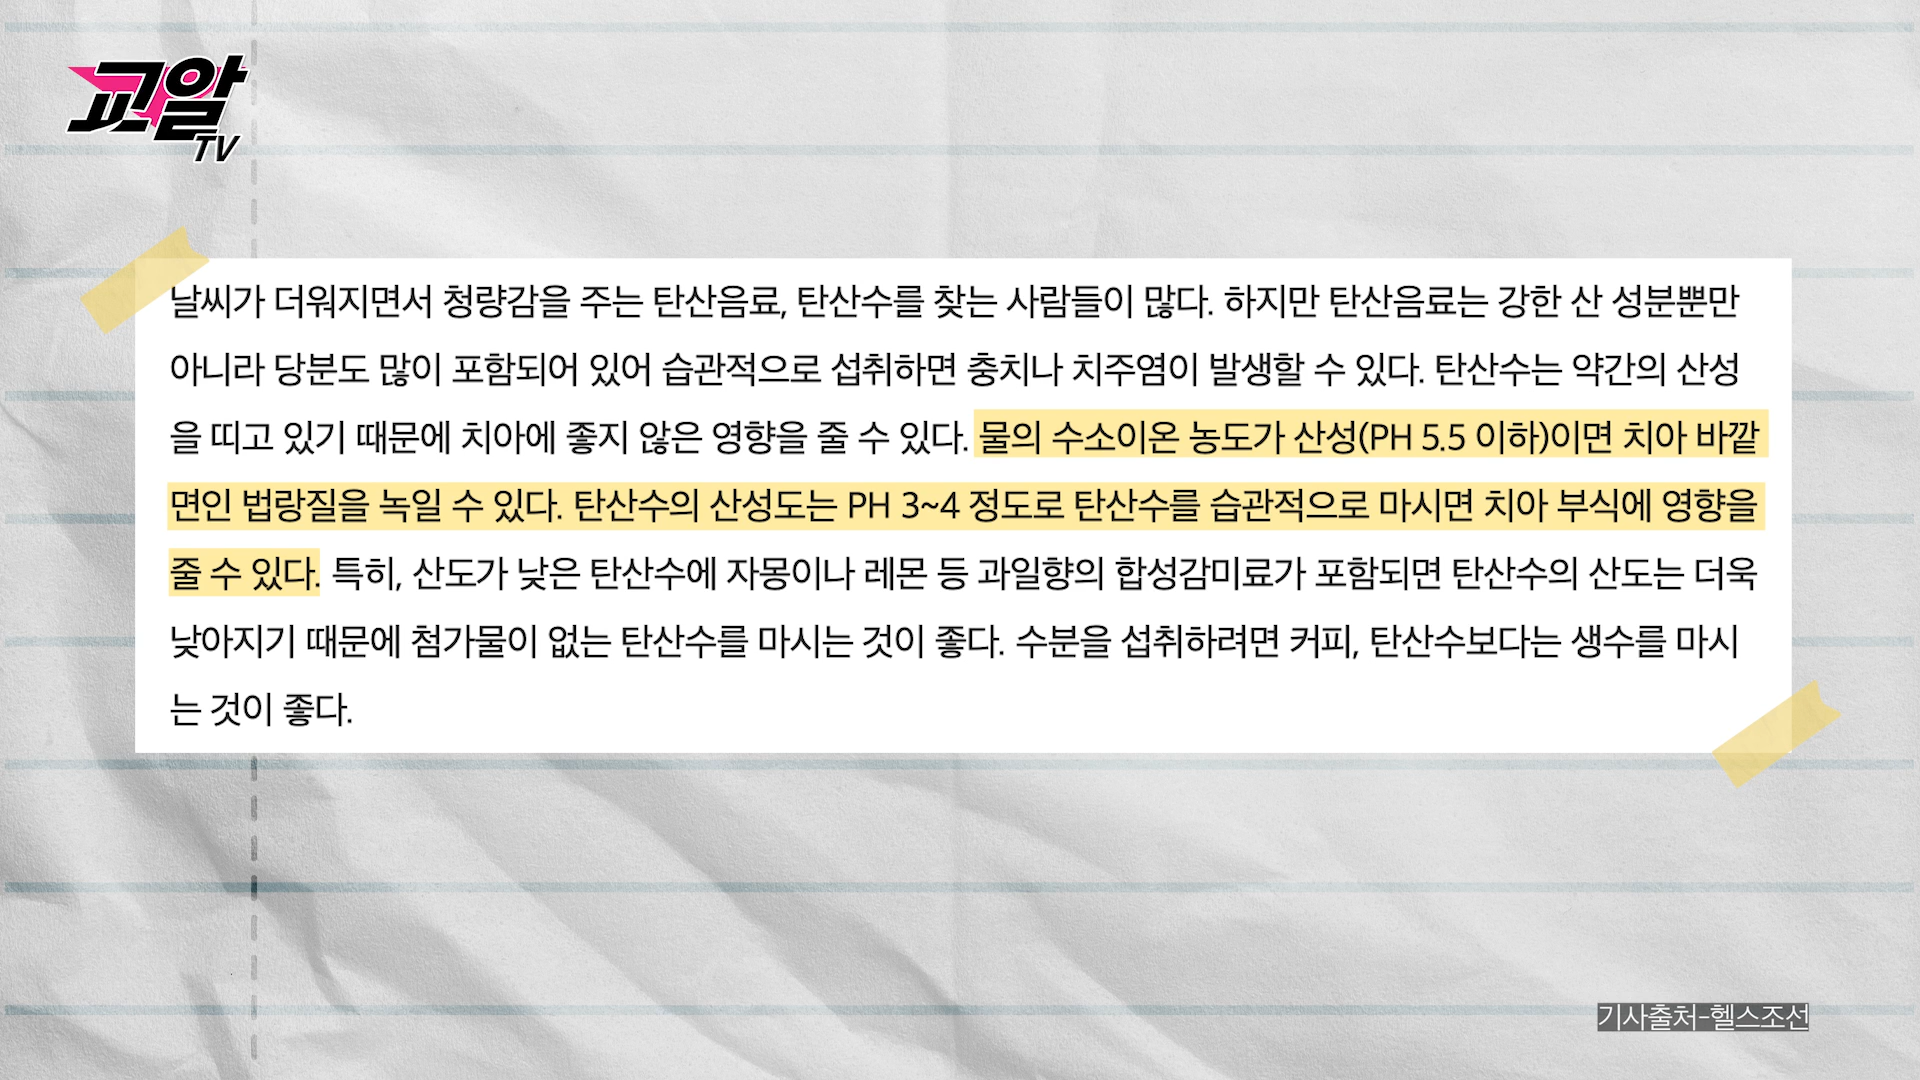 교알
TV
날씨가 더워지면서 청량감을 주는 탄산음료, 탄산수를 찾는 사람들이 많다. 하지만 탄산음료는 강한 산 성분뿐만
아니라 당분도 많이 포함되어 있어 습관적으로 섭취하면 충치나 치주염이 발생할 수 있다. 탄산수는 약간의 산성
을 띠고 있기 때문에 치아에 좋지 않은 영향을 줄 수 있다. 물의 수소이온 농도가 산성(PH 5.5 이하)이면 치아 바깥
면인 법랑질을 녹일 수 있다. 탄산수의 산성도는 PH 3~4 정도로 탄산수를 습관적으로 마시면 치아 부식에 영향을
줄 수 있다. 특히, 산도가 낮은 탄산수에 자몽이나 레몬 등 과일향의 합성감미료가 포함되면 탄산수의 산도는 더욱
낮아지기 때문에 첨가물이 없는 탄산수를 마시는 것이 좋다. 수분을 섭취하려면 커피, 탄산수보다는 생수를 마시
는 것이 좋다.
기사출처-헬스조선